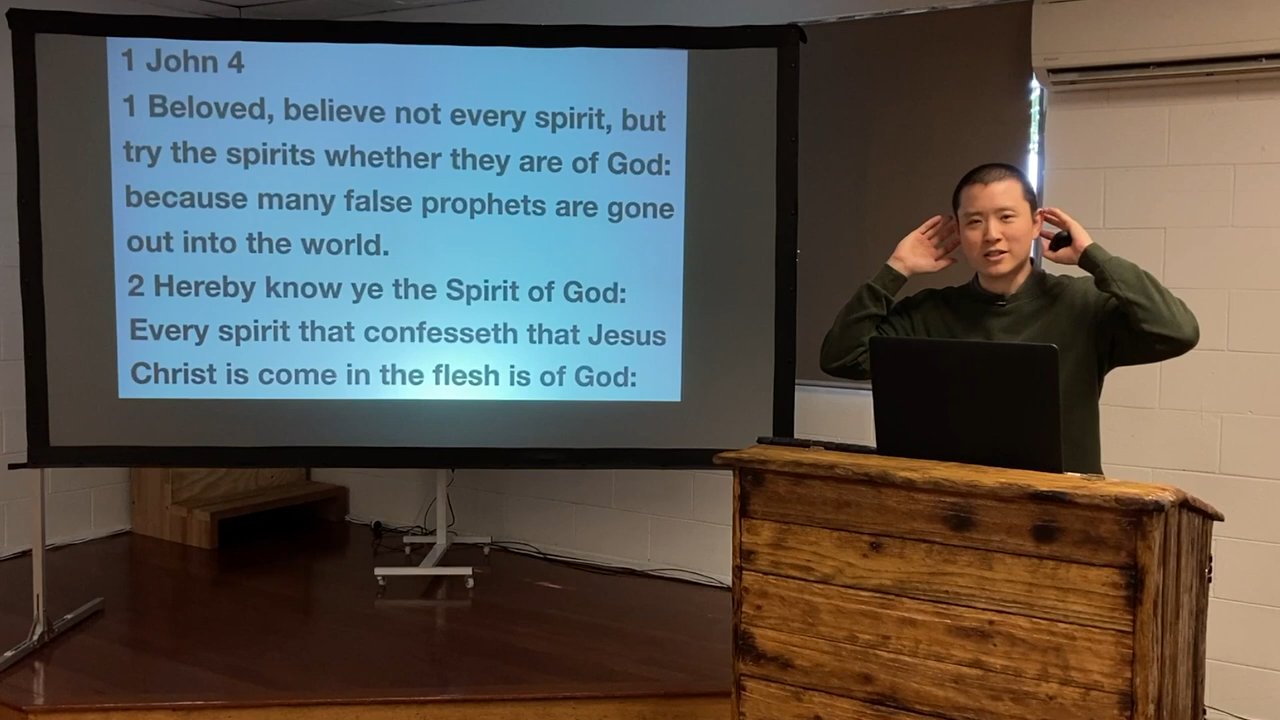 1 John 4
1 Beloved, believe not every spirit, but
try the spirits whether they are of God:
because many false prophets are gone
out into the world.
2 Hereby know ye the Spirit of God:
Every spirit that confesseth that Jesus
Christ is come in the flesh is of God: